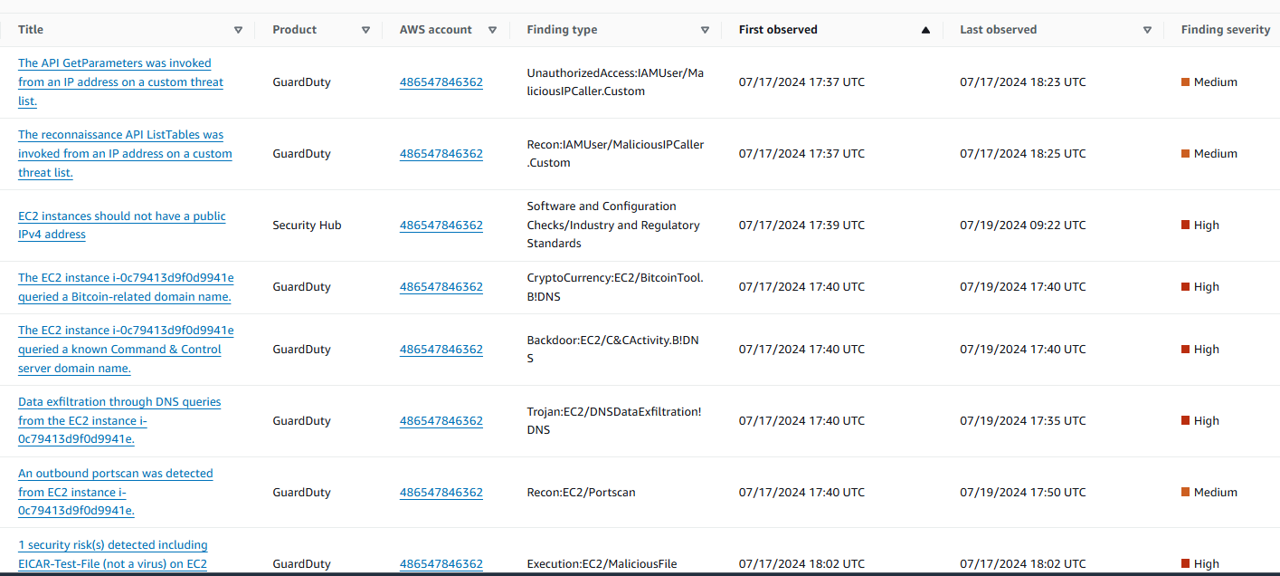 Title Product AWS account Finding type First observed Last observed Finding severity
The API GetParameters was invoked
from an IP address on a custom threat
list.
GuardDuty
486547846362
UnauthorizedAccess:IAMUser/Ma
liciousIPCaller.Custom
07/17/2024 17:37 UTC
07/17/2024 18:23 UTC
Medium
The reconnaissance API ListTables was
invoked from an IP address on a custom
threat list.
GuardDuty
486547846362
Recon:IAMUser/MaliciousIPCaller
.Custom
07/17/2024 17:37 UTC
07/17/2024 18:25 UTC
Medium
EC2 instances should not have a public
IPv4 address
Security Hub
486547846362
Software and Configuration
Checks/Industry and Regulatory
Standards
07/17/2024 17:39 UTC
07/19/2024 09:22 UTC
High
The EC2 instance i-0c79413d9f0d9941e
queried a Bitcoin-related domain name.
GuardDuty
486547846362
CryptoCurrency:EC2/BitcoinTool.
B!DNS
07/17/2024 17:40 UTC
07/19/2024 17:40 UTC
High
The EC2 instance i-0c79413d9f0d9941e
queried a known Command & Control
server domain name.
GuardDuty
486547846362
Backdoor:EC2/C&CActivity.B!DN
S
07/17/2024 17:40 UTC
07/19/2024 17:40 UTC
High
Data exfiltration through DNS queries
from the EC2 instance i-
0c79413d9f0d9941e.
GuardDuty
486547846362
Trojan:EC2/DNSDataExfiltration!
DNS
07/17/2024 17:40 UTC
07/19/2024 17:35 UTC
High
An outbound portscan was detected
from EC2 instance i-
0c79413d9f0d9941e.
GuardDuty
486547846362
Recon:EC2/Portscan
07/17/2024 17:40 UTC
07/19/2024 17:50 UTC
Medium
1 security risk(s) detected including
EICAR-Test-File (not a virus) on EC2
GuardDuty
486547846362
Execution:EC2/MaliciousFile
07/17/2024 18:02 UTC
07/17/2024 18:02 UTC
High